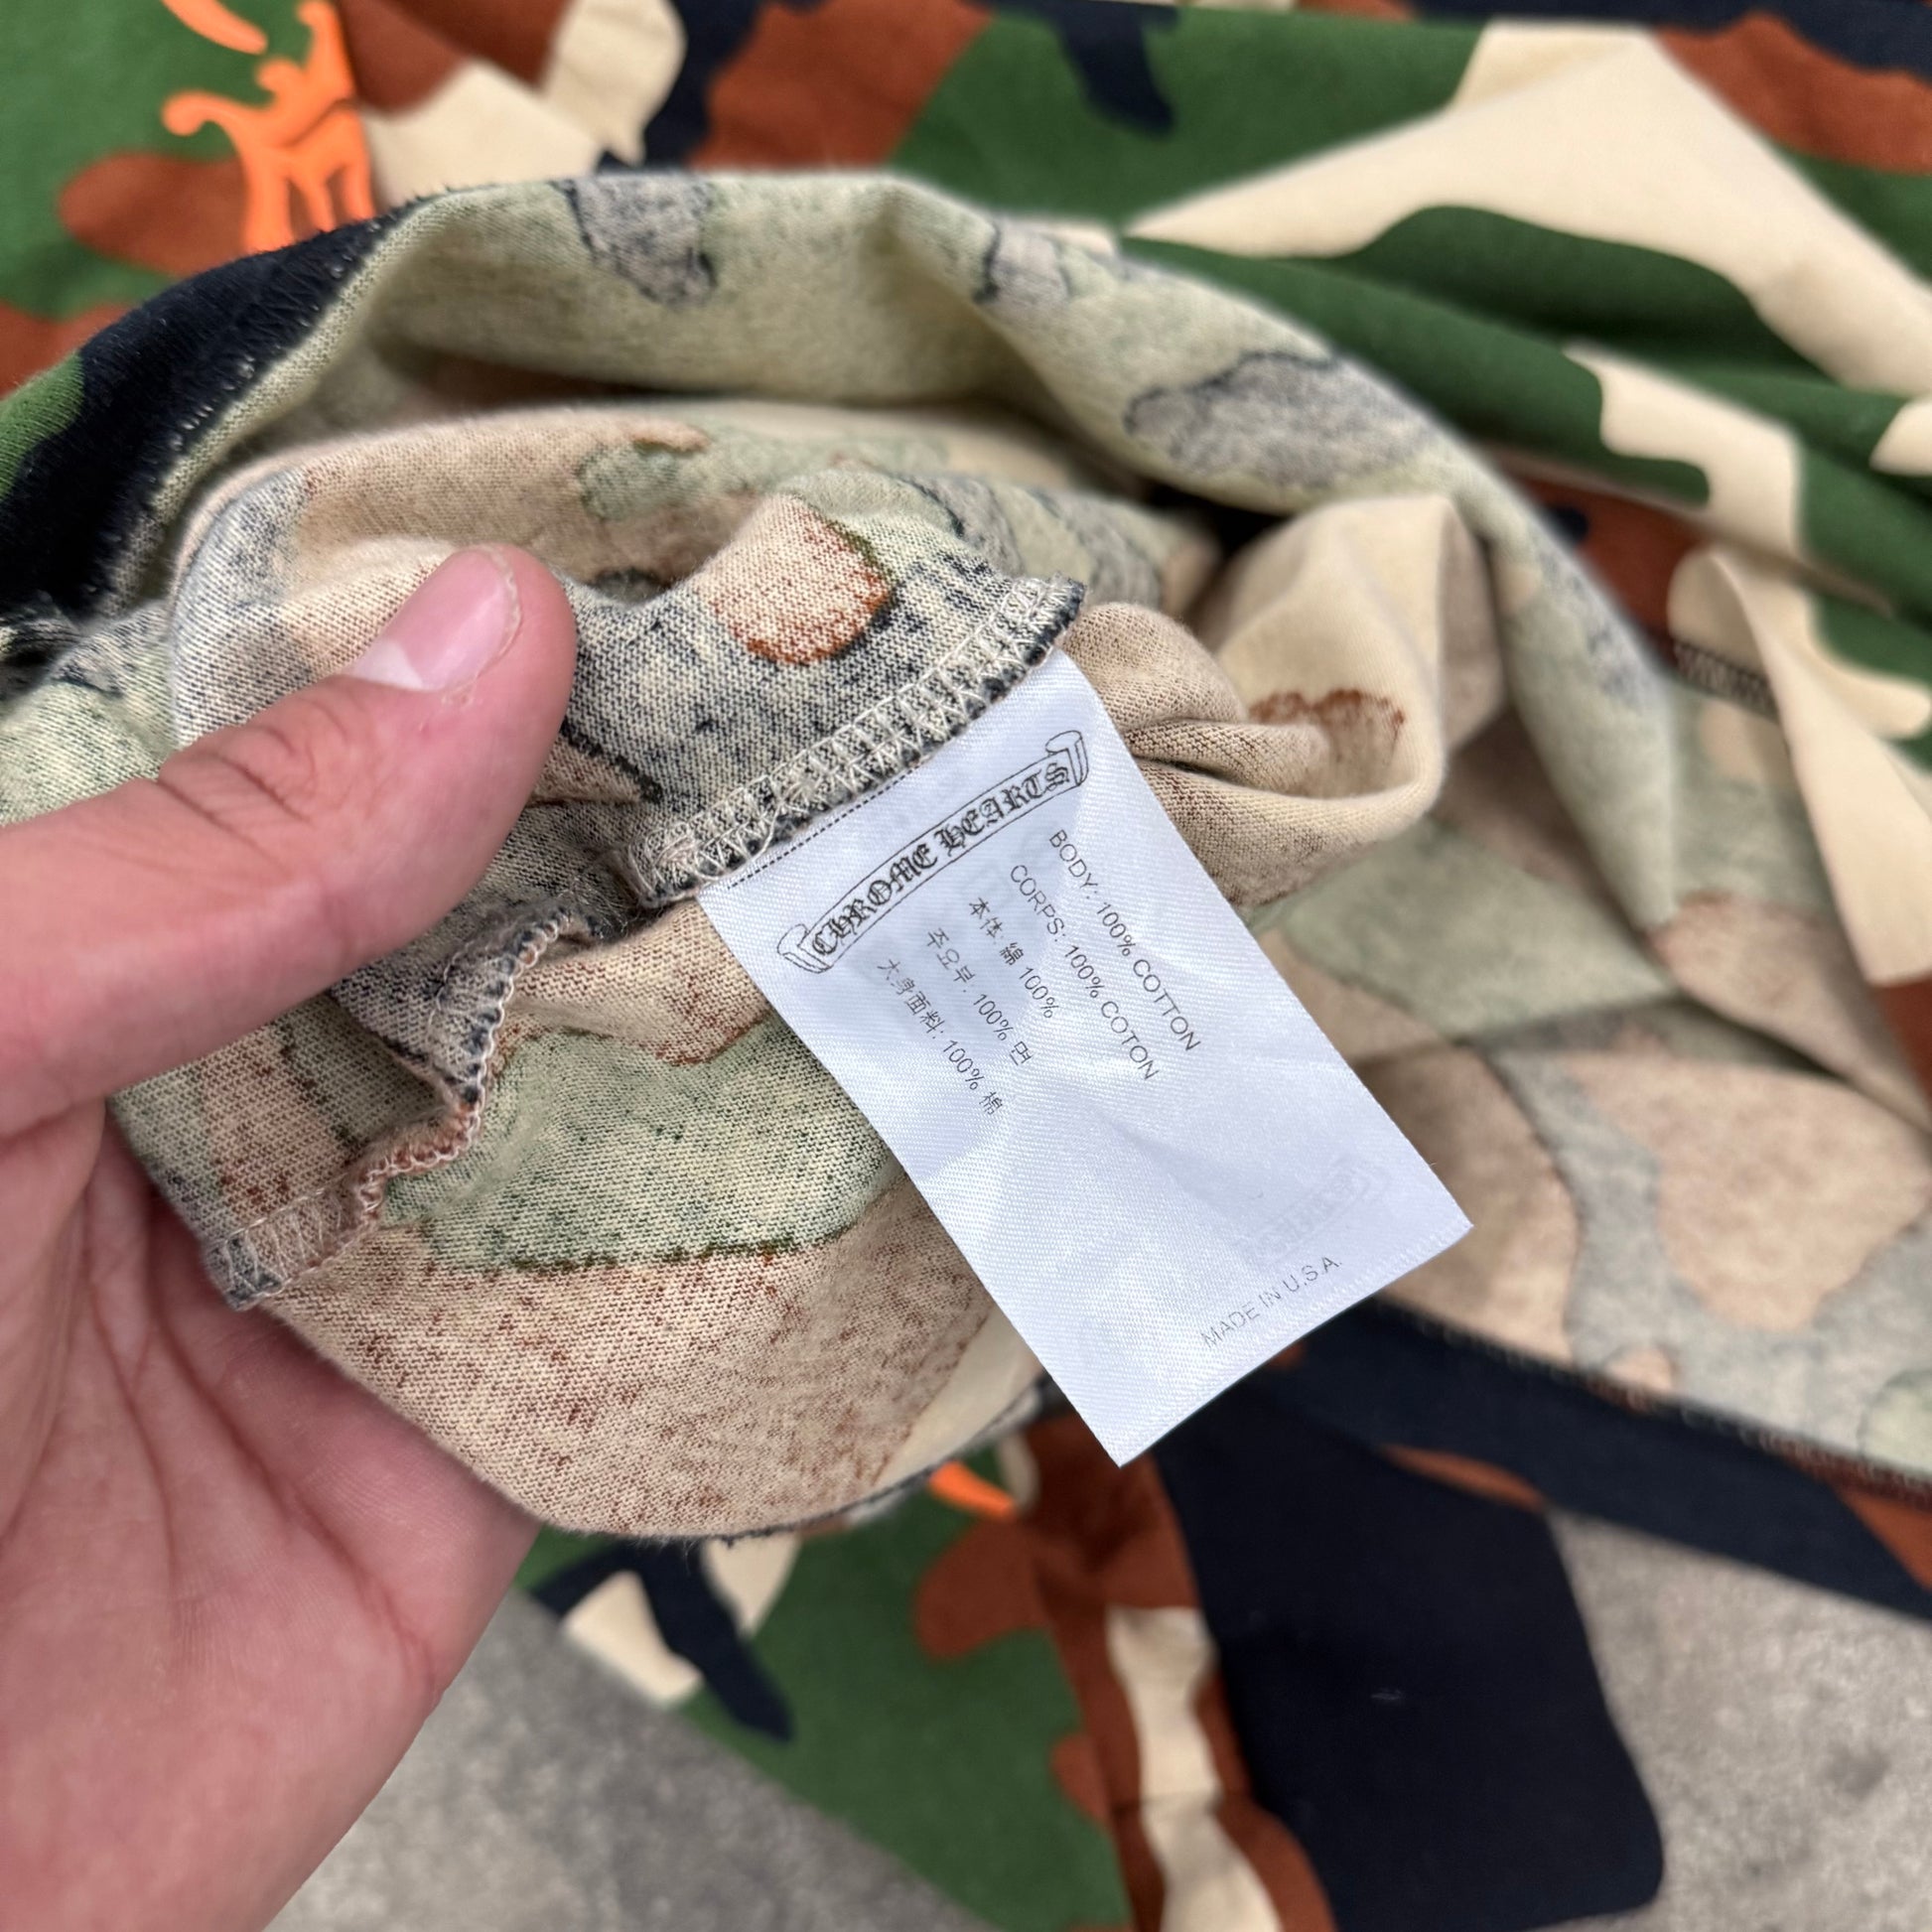 CHROME HEARTS
BODY: 100% COTTON
CORPS: 100% COTON
本体: 綿 100%
주요부: 100% 면
大身面料: 100% 棉
MADE IN U.S.A.